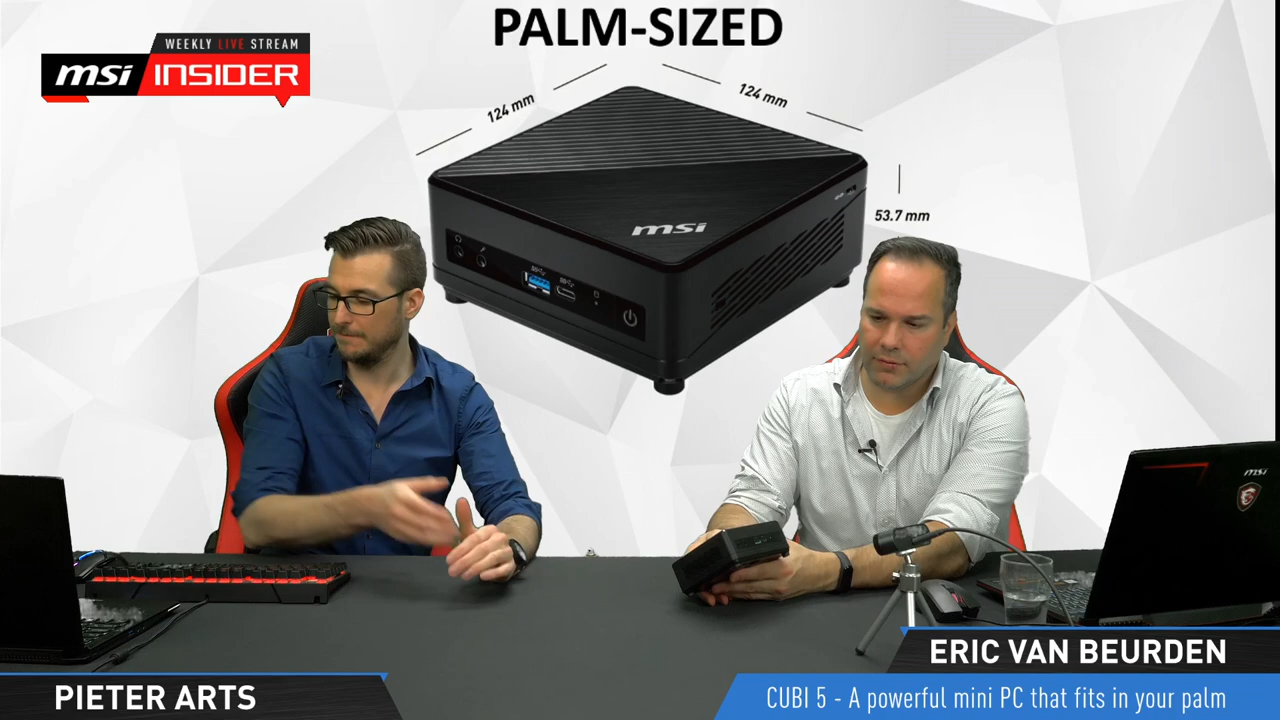 PALM-SIZED
WEEKLY LIVE STREAM
msi INSIDER
124 mm
124 mm
53.7 mm
msi
msi
ERIC VAN BEURDEN
PIETER ARTS
CUBI 5 - A powerful mini PC that fits in your palm